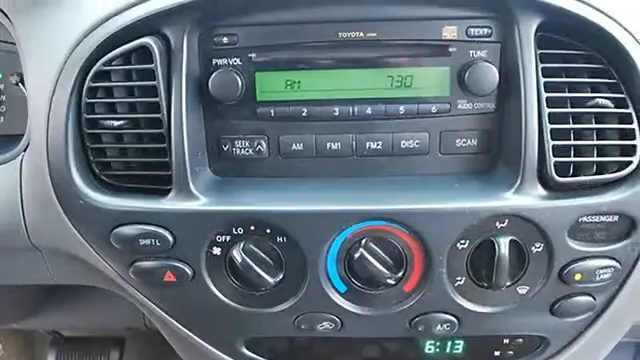 TOYOTA
TEXT
PWR·VOL
TUNE
AM 730
1 2 3 4 5 6
AUDIO CONTROL
SEEK TRACK
AM FM1 FM2 DISC
SCAN
PASSENGER
AIRBAG
SHIFT L
OFF LO HI
CARGO LAMP
A/C
6:13
H
M